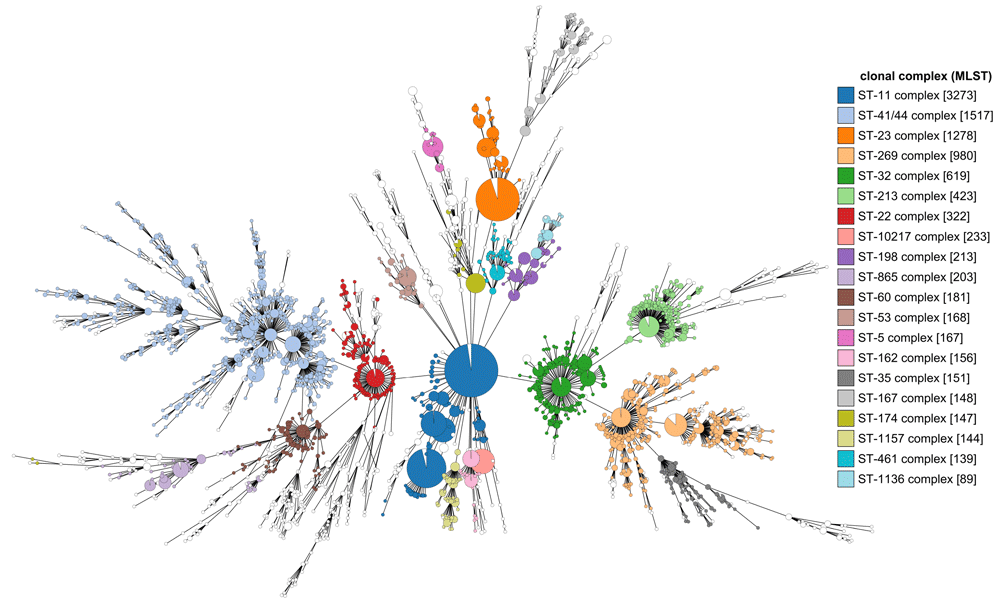 clonal complex (MLST)
ST-11 complex [3273]
ST-41/44 complex [1517]
ST-23 complex [1278]
ST-269 complex [980]
ST-32 complex [619]
ST-213 complex [423]
ST-22 complex [322]
ST-10217 complex [233]
ST-198 complex [213]
ST-865 complex [203]
ST-60 complex [181]
ST-53 complex [168]
ST-5 complex [167]
ST-162 complex [156]
ST-35 complex [151]
ST-167 complex [148]
ST-174 complex [147]
ST-1157 complex [144]
ST-461 complex [139]
ST-1136 complex [89]